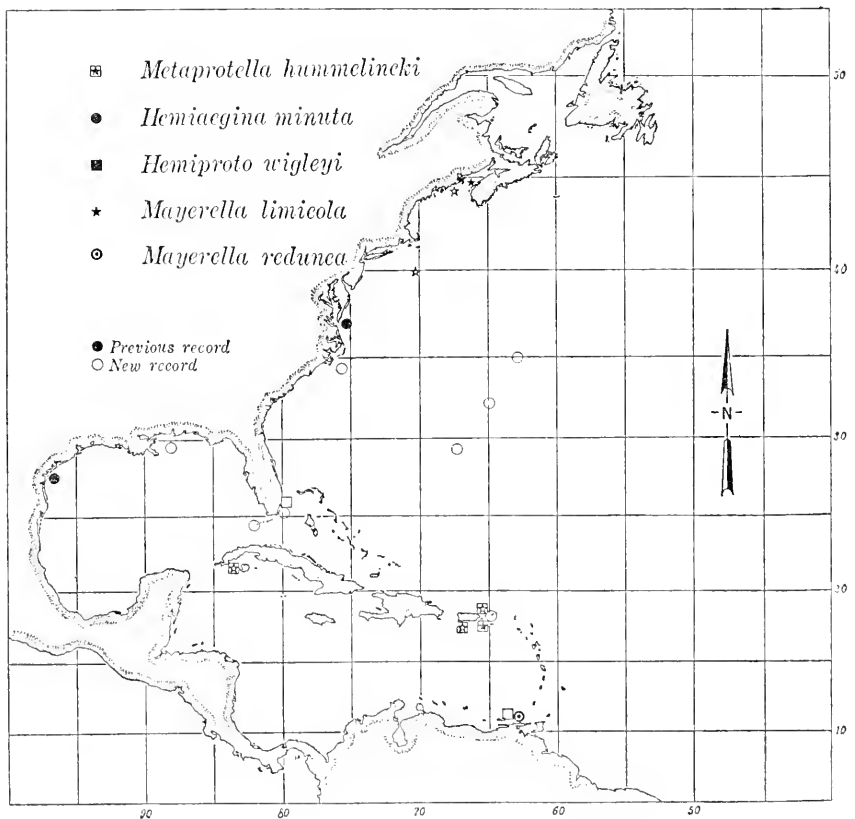 Metaprotella hummelincki
Hemiaegina minuta
Hemiproto wigleyi
Mayerella limicola
Mayerella redunca
Previous record
New record
N
50
40
30
20
10
90 80 70 60 50